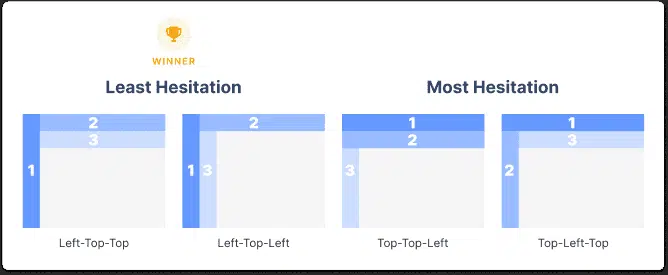 WINNER
Least Hesitation
Most Hesitation
2
3
1
Left-Top-Top
2
1 3
Left-Top-Left
1
2
3
Top-Top-Left
1
3
2
Top-Left-Top